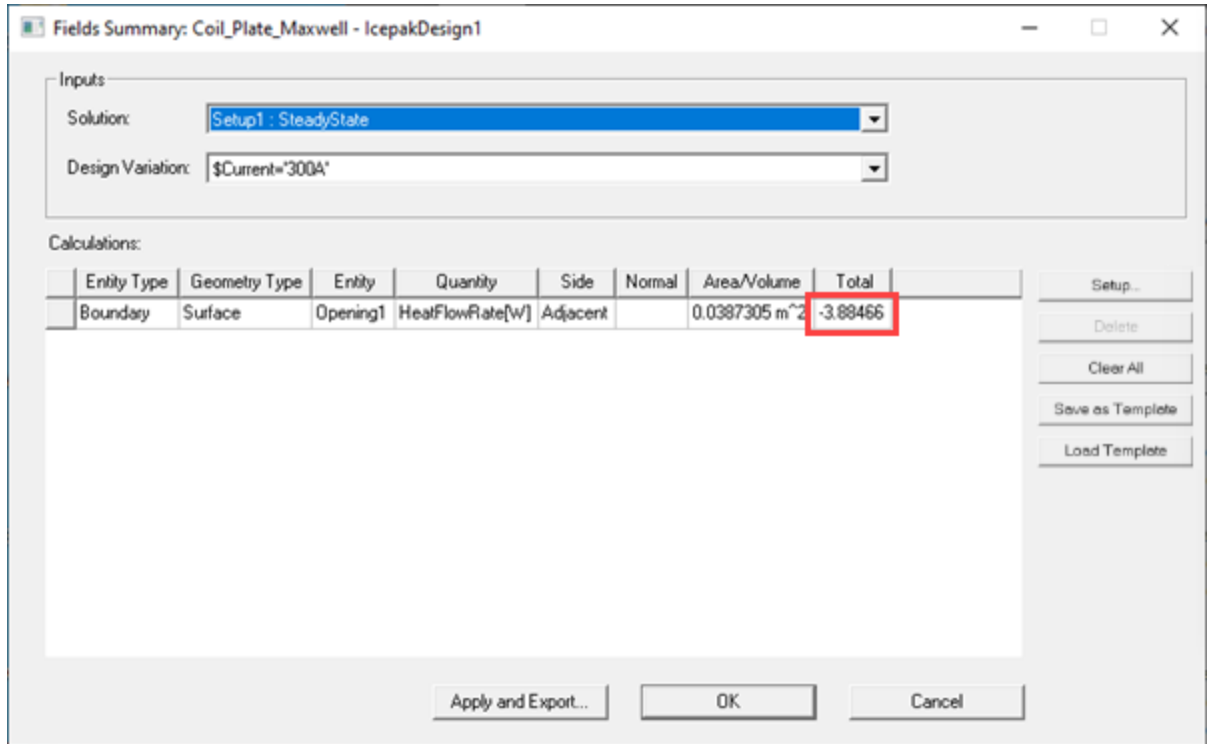 Fields Summary: Coil_Plate_Maxwell - IcepakDesign1
Inputs
Solution: Setup1 : SteadyState
Design Variation: $Current='300A'
Calculations:
Entity Type Geometry Type Entity Quantity Side Normal Area/Volume Total
Boundary Surface Opening1 HeatFlowRate[W] Adjacent 0.0387305 m^2 -3.88466
Setup...
Delete
Clear All
Save as Template
Load Template
Apply and Export... OK Cancel